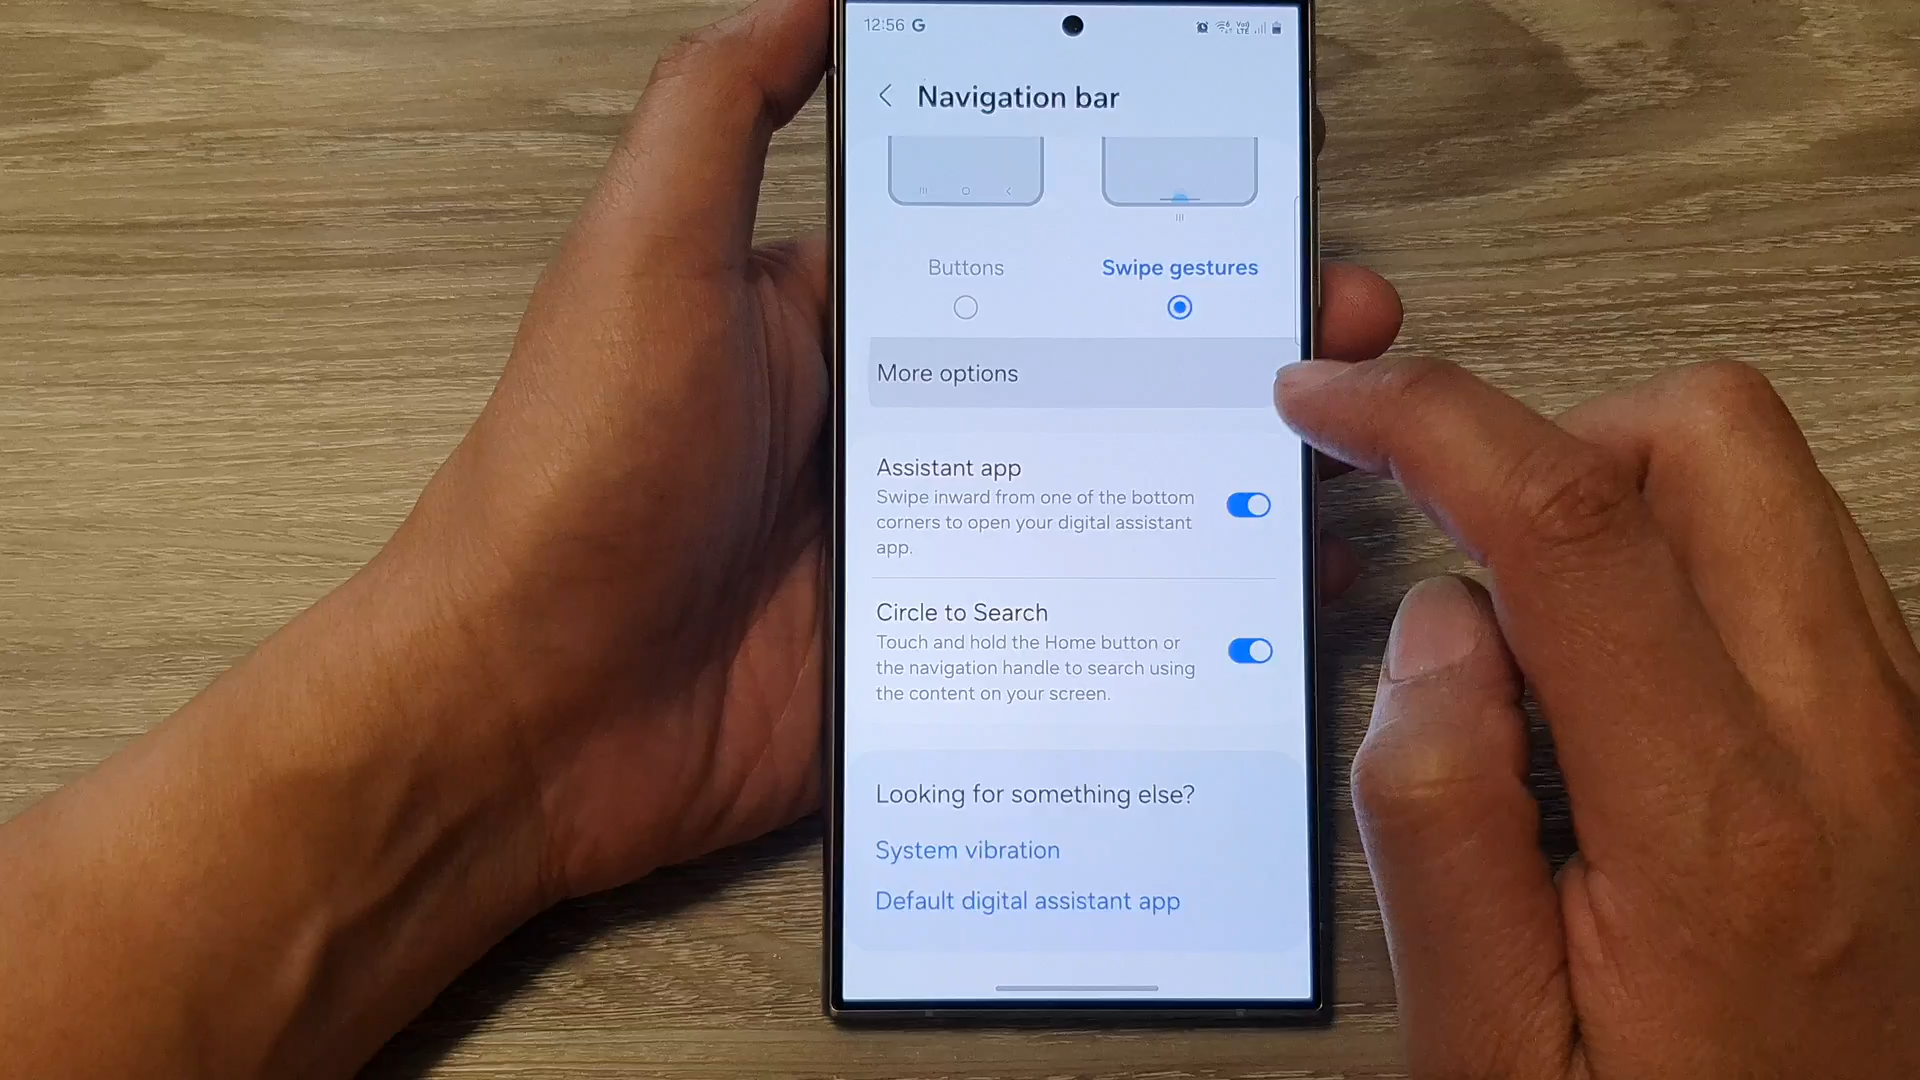 12:56 G
Navigation bar
Buttons
Swipe gestures
More options
Assistant app
Swipe inward from one of the bottom
corners to open your digital assistant
app.
Circle to Search
Touch and hold the Home button or
the navigation handle to search using
the content on your screen.
Looking for something else?
System vibration
Default digital assistant app